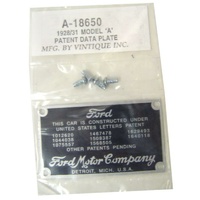 A-18650
1928/31 MODEL "A"
PATENT DATA PLATE
MFG. BY VINTIQUE INC.
Ford
THIS CAR IS CONSTRUCTED UNDER
UNITED STATES LETTERS PATENT
OTHER PATENTS PENDING
Ford Motor Company
DETROIT, MICH., U.S.A.